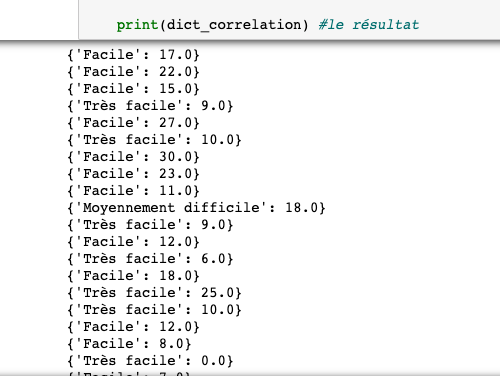 print(dict_correlation) #le résultat
{'Facile': 17.0}
{'Facile': 22.0}
{'Facile': 15.0}
{'Très facile': 9.0}
{'Facile': 27.0}
{'Très facile': 10.0}
{'Facile': 30.0}
{'Facile': 23.0}
{'Facile': 11.0}
{'Moyennement difficile': 18.0}
{'Très facile': 9.0}
{'Facile': 12.0}
{'Très facile': 6.0}
{'Facile': 18.0}
{'Très facile': 25.0}
{'Très facile': 10.0}
{'Facile': 12.0}
{'Facile': 8.0}
{'Très facile': 0.0}
{'Facile': 7.0}